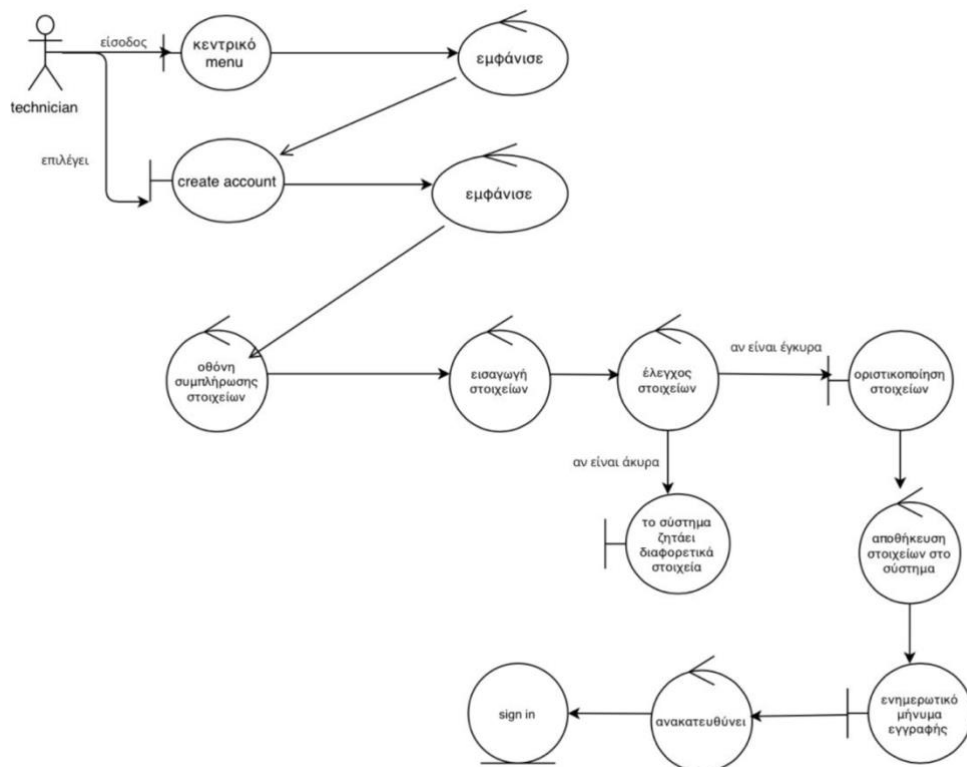 είσοδος
κεντρικό
menu
εμφάνισε
technician
επιλέγει
create account
εμφάνισε
οθόνη
συμπλήρωσης
στοιχείων
εισαγωγή
στοιχείων
έλεγχος
στοιχείων
αν είναι έγκυρα
οριστικοποίηση
στοιχείων
αν είναι άκυρα
το σύστημα
ζητάει
διαφορετικά
στοιχεία
αποθήκευση
στοιχείων στο
σύστημα
sign in
ανακατευθύνει
ενημερωτικό
μήνυμα
εγγραφής